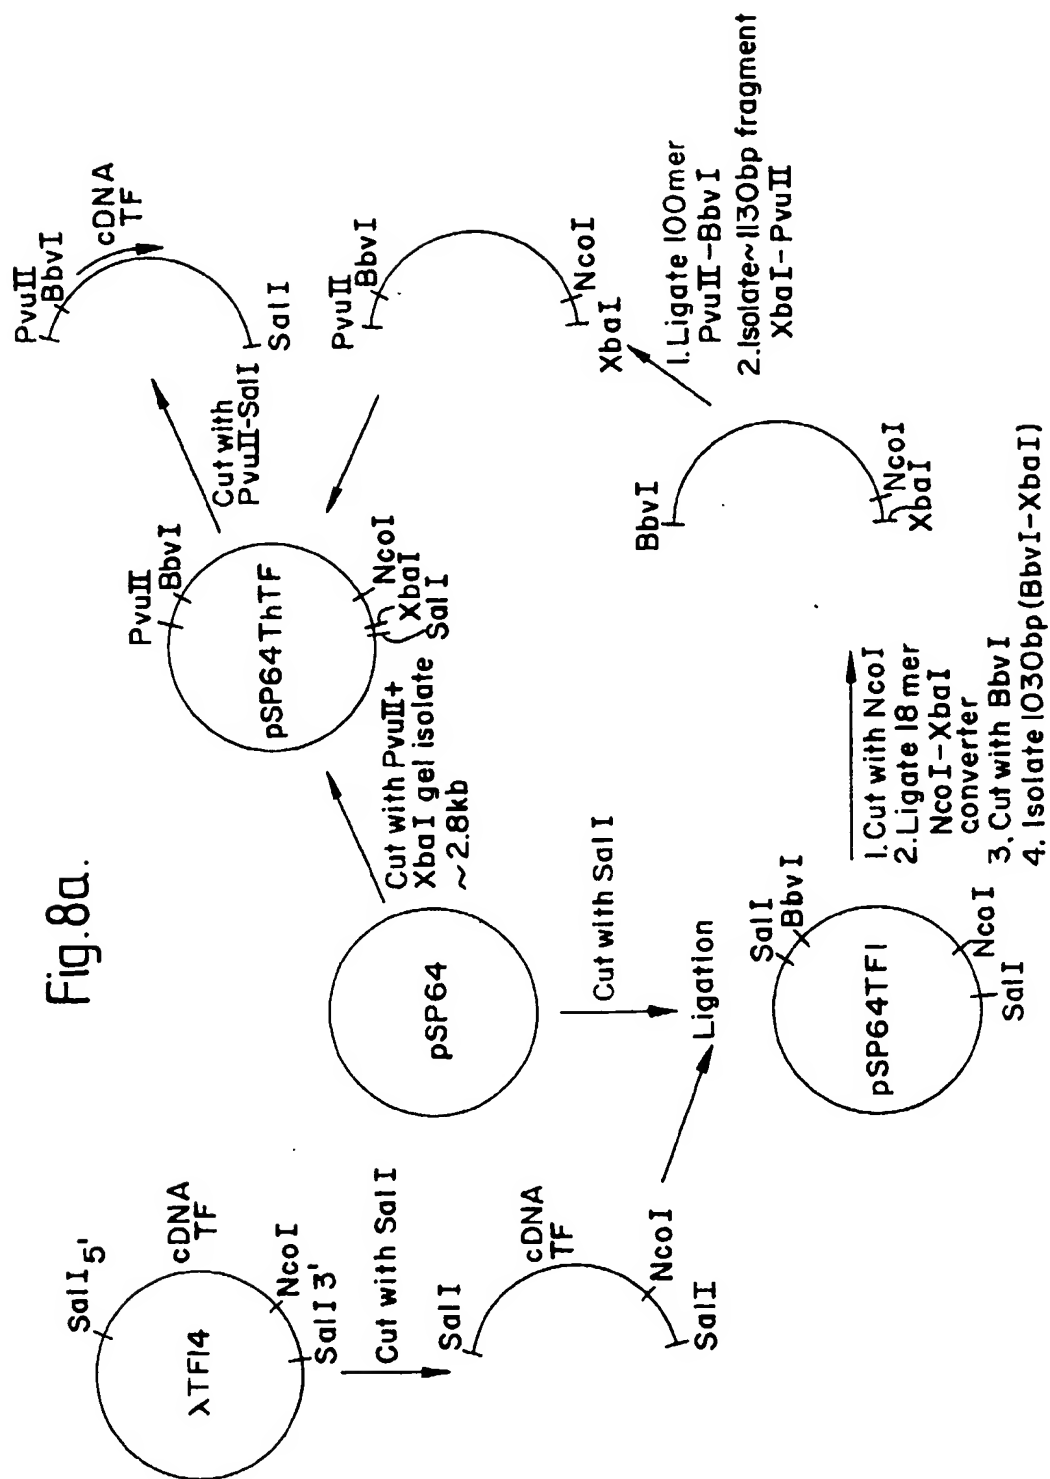 Fig.8a.
SalI 5'
cDNA
TF
λTF14
NcoI
SalI 3'
Cut with SalI
SalI
cDNA
TF
NcoI
SalI
pSP64
Cut with SalI
Ligation
Cut with PvuII+
XbaI gel isolate
~2.8kb
PvuII
BbvI
pSP64ThTF
NcoI
XbaI
SalI
Cut with
PvuII-SalI
PvuII
BbvI
cDNA
TF
SalI
PvuII
BbvI
NcoI
XbaI
SalI
BbvI
pSP64TF1
NcoI
SalI
1.Cut with NcoI
2.Ligate 18mer
NcoI-XbaI
converter
3.Cut with BbvI
4. Isolate 1030bp(BbvI-XbaI)
BbvI
NcoI
XbaI
1.Ligate 100mer
PvuII-BbvI
2.Isolate~1130bp fragment
XbaI-PvuII